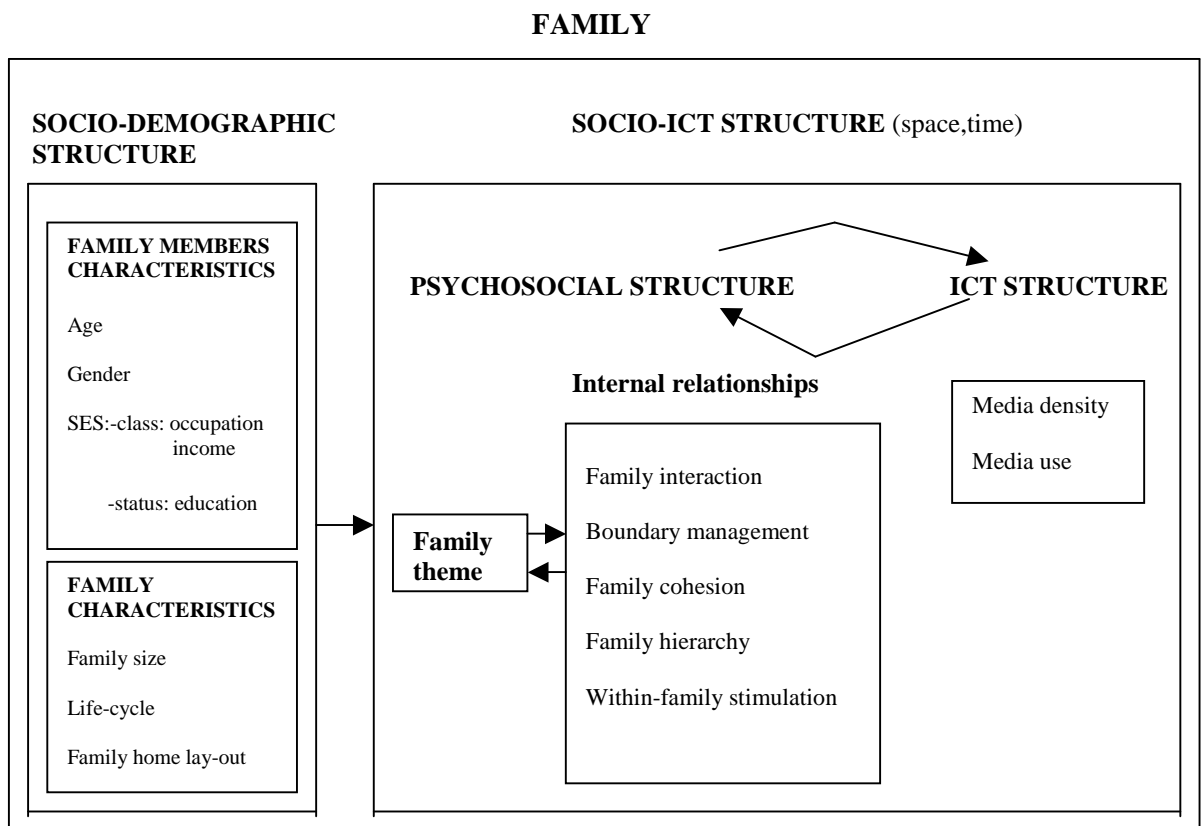 FAMILY
SOCIO-DEMOGRAPHIC
STRUCTURE
SOCIO-ICT STRUCTURE (space,time)
FAMILY MEMBERS
CHARACTERISTICS
Age
Gender
SES:-class: occupation
income
-status: education
FAMILY
CHARACTERISTICS
Family size
Life-cycle
Family home lay-out
PSYCHOSOCIAL STRUCTURE
ICT STRUCTURE
Internal relationships
Family
theme
Family interaction
Boundary management
Family cohesion
Family hierarchy
Within-family stimulation
Media density
Media use